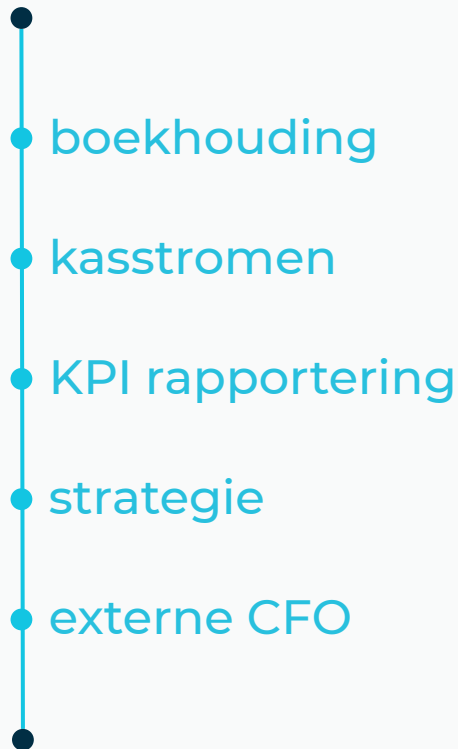 boekhouding
kasstromen
KPI rapportering
strategie
externe CFO